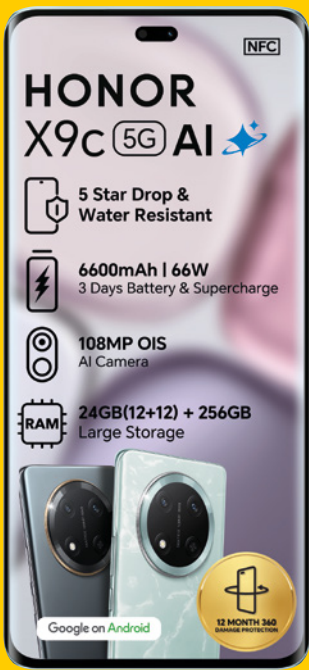 NFC
HONOR
X9c 5G AI
5 Star Drop &
Water Resistant
6600mAh | 66W
3 Days Battery & Supercharge
108MP OIS
AI Camera
RAM
24GB(12+12) + 256GB
Large Storage
Google on Android
12 MONTH 360
DAMAGE PROTECTION